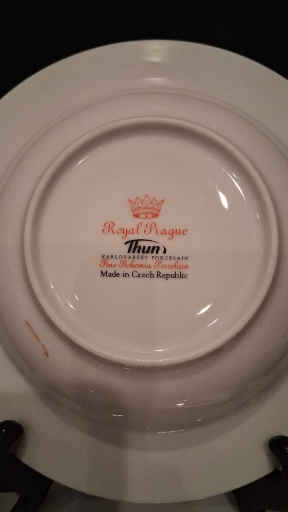 Royal Prague
Thun
KARLOVARSKY PORCELAIN
Fine Bohemia Porcelain
Made in Czech Republic